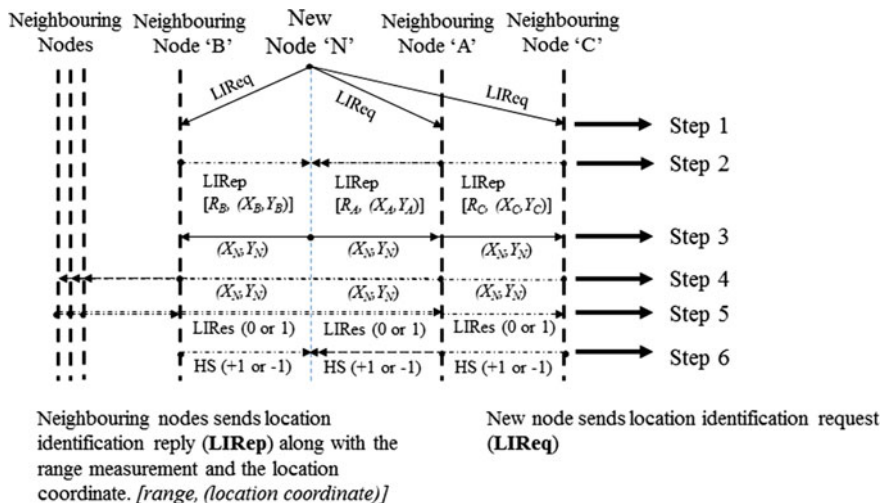 Neighbouring Nodes
Neighbouring Node ‘B’
New Node ‘N’
Neighbouring Node ‘A’
Neighbouring Node ‘C’
LIReq
LIReq
LIReq
Step 1
Step 2
LIRep
[R_B, (X_B,Y_B)]
LIRep
[R_A, (X_A,Y_A)]
LIRep
[R_C, (X_C,Y_C)]
(X_N,Y_N)
(X_N,Y_N)
(X_N,Y_N)
Step 3
(X_N,Y_N)
(X_N,Y_N)
(X_N,Y_N)
Step 4
LIRes (0 or 1)
LIRes (0 or 1)
LIRes (0 or 1)
Step 5
HS (+1 or -1)
HS (+1 or -1)
HS (+1 or -1)
Step 6
Neighbouring nodes sends location
identification reply (LIRep) along with the
range measurement and the location
coordinate. [range, (location coordinate)]
New node sends location identification request
(LIReq)